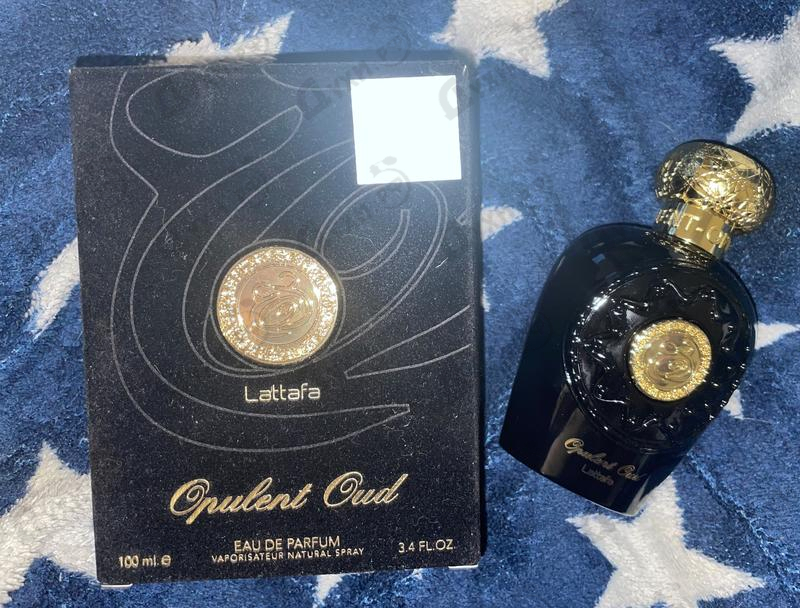 Lattafa
Opulent Oud
EAU DE PARFUM
VAPORISATEUR NATURAL SPRAY
100 ml. e
3.4 FL.OZ.
Opulent Oud
Lattafa